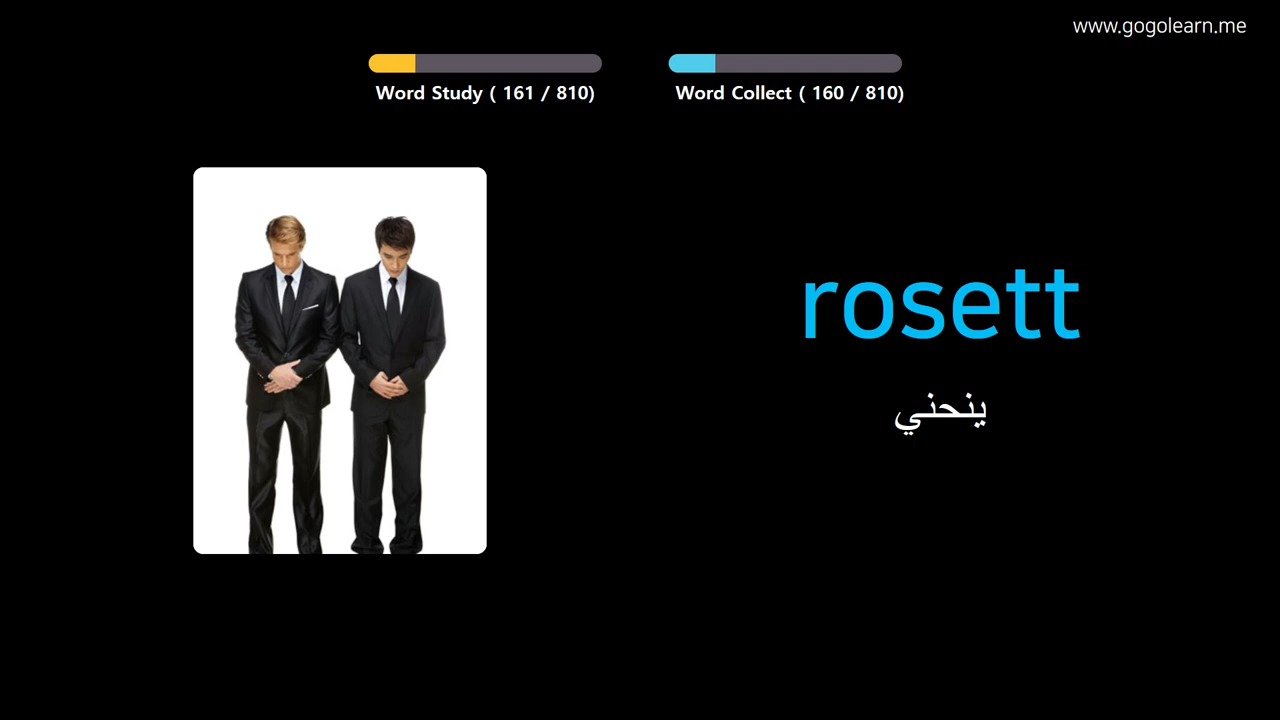 www.gogolearn.me
Word Study ( 161 / 810)
Word Collect ( 160 / 810)
rosett
ينحني